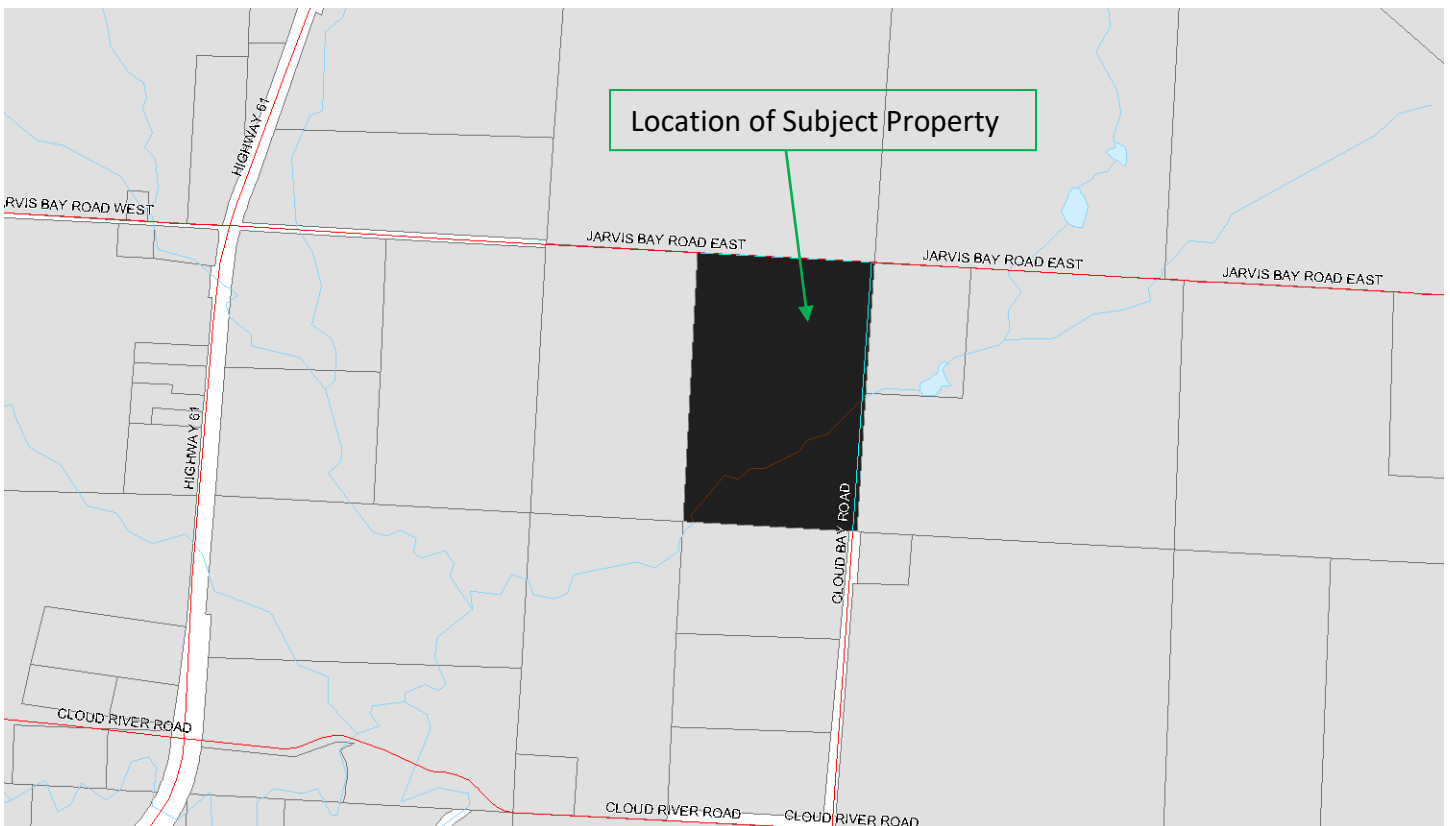 HIGHWAY 61
Location of Subject Property
RVIS BAY ROAD WEST
JARVIS BAY ROAD EAST
JARVIS BAY ROAD EAST
JARVIS BAY ROAD EAST
HIGHWAY 61
CLOUD BAY ROAD
CLOUD RIVER ROAD
CLOUD RIVER ROAD
CLOUD RIVER ROAD